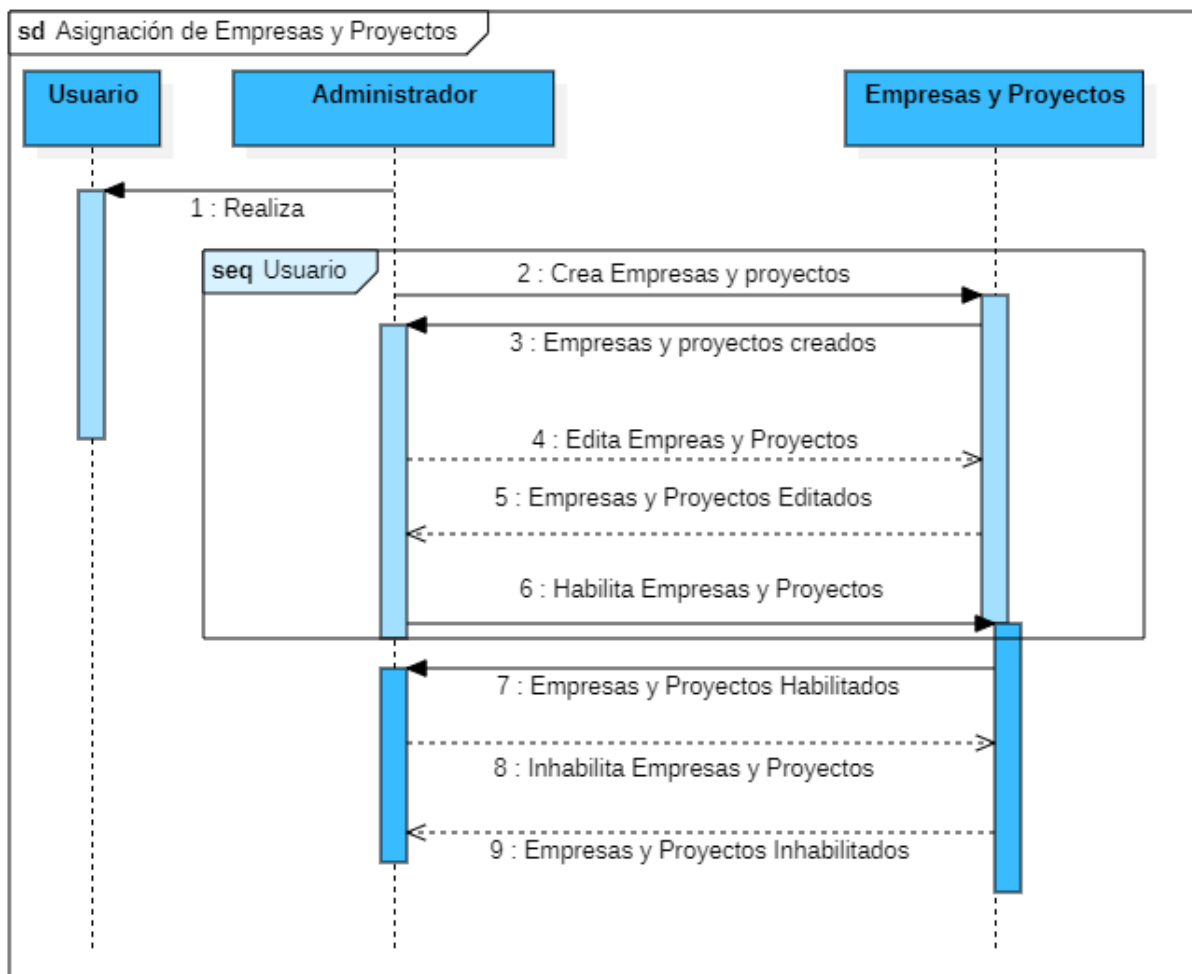 sd Asignación de Empresas y Proyectos
Usuario
Administrador
Empresas y Proyectos
1 : Realiza
seq Usuario
2 : Crea Empresas y proyectos
3 : Empresas y proyectos creados
4 : Edita Empreas y Proyectos
5 : Empresas y Proyectos Editados
6 : Habilita Empresas y Proyectos
7 : Empresas y Proyectos Habilitados
8 : Inhabilita Empresas y Proyectos
9 : Empresas y Proyectos Inhabilitados